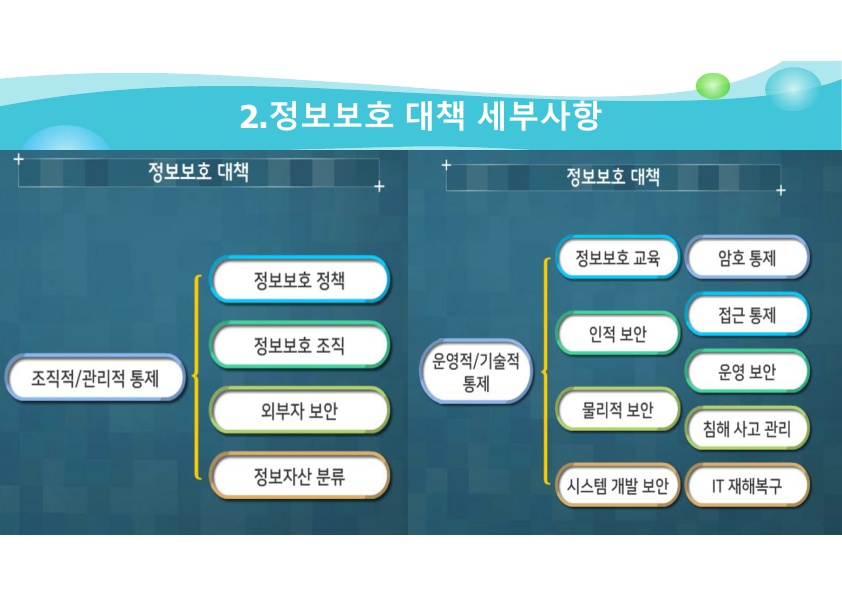 2.정보보호 대책 세부사항
정보보호 대책
조직적/관리적 통제
정보보호 정책
정보보호 조직
외부자 보안
정보자산 분류
정보보호 대책
운영적/기술적
통제
정보보호 교육
인적 보안
물리적 보안
시스템 개발 보안
암호 통제
접근 통제
운영 보안
침해 사고 관리
IT 재해복구